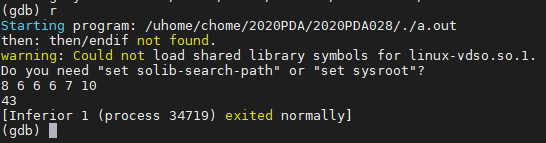 (gdb) r
Starting program: /uhome/chome/2020PDA/2020PDA028/./a.out
then: then/endif not found.
warning: Could not load shared library symbols for linux-vdso.so.1.
Do you need "set solib-search-path" or "set sysroot"?
8 6 6 6 7 10
43
[Inferior 1 (process 34719) exited normally]
(gdb)